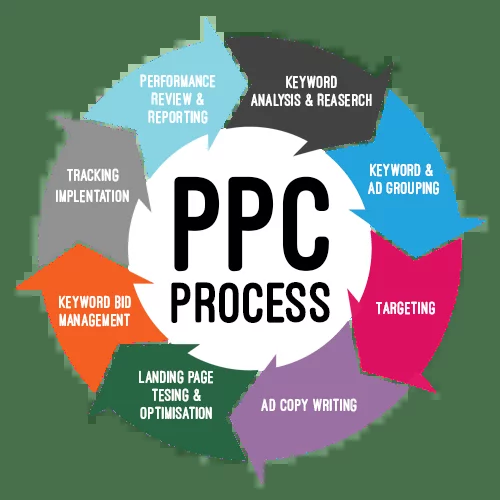 PPC
PROCESS
KEYWORD
ANALYSIS & REASERCH
KEYWORD &
AD GROUPING
TARGETING
AD COPY WRITING
LANDING PAGE
TESING &
OPTIMISATION
KEYWORD BID
MANAGEMENT
TRACKING
IMPLENTATION
PERFORMANCE
REVIEW &
REPORTING